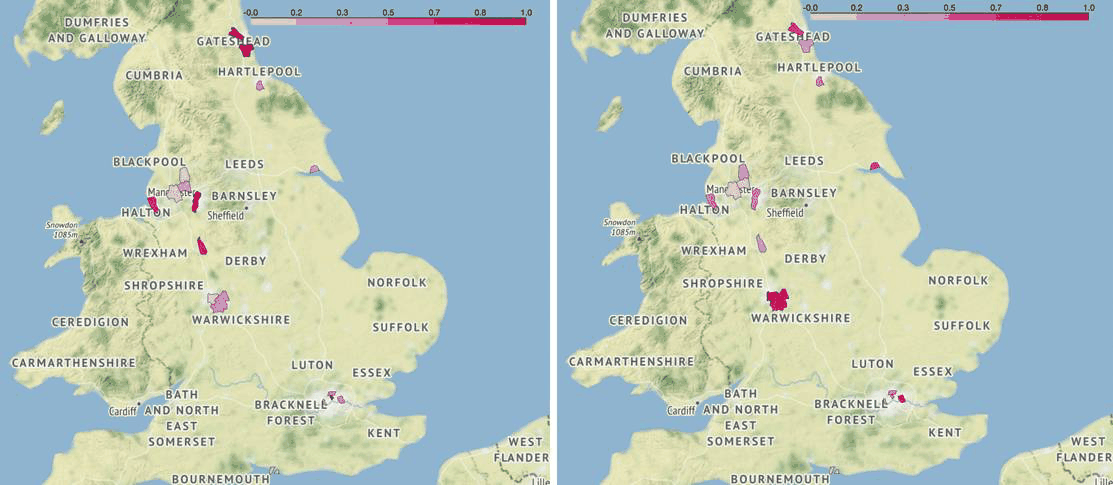 -0.0 0.2 0.3 0.5 0.7 0.8 1.0
DUMFRIES
AND GALLOWAY
GATESHEAD
CUMBRIA
HARTLEPOOL
BLACKPOOL
LEEDS
Manchester
BARNSLEY
HALTON
Sheffield
Snowdon
1085m
WREXHAM
DERBY
SHROPSHIRE
NORFOLK
CEREDIGION
WARWICKSHIRE
SUFFOLK
CARMARTHENSHIRE
LUTON
ESSEX
BATH
AND NORTH
EAST
SOMERSET
Cardiff
BRACKNELL
FOREST
KENT
WEST
FLANDER
BOURNEMOUTH
Lille
-0.0 0.2 0.3 0.5 0.7 0.8 1.0
DUMFRIES
AND GALLOWAY
GATESHEAD
CUMBRIA
HARTLEPOOL
BLACKPOOL
LEEDS
Manchester
BARNSLEY
HALTON
Sheffield
Snowdon
1085m
WREXHAM
DERBY
SHROPSHIRE
NORFOLK
CEREDIGION
WARWICKSHIRE
SUFFOLK
CARMARTHENSHIRE
LUTON
ESSEX
BATH
AND NORTH
EAST
SOMERSET
Cardiff
BRACKNELL
FOREST
KENT
WEST
FLANDER
BOURNEMOUTH
Lille